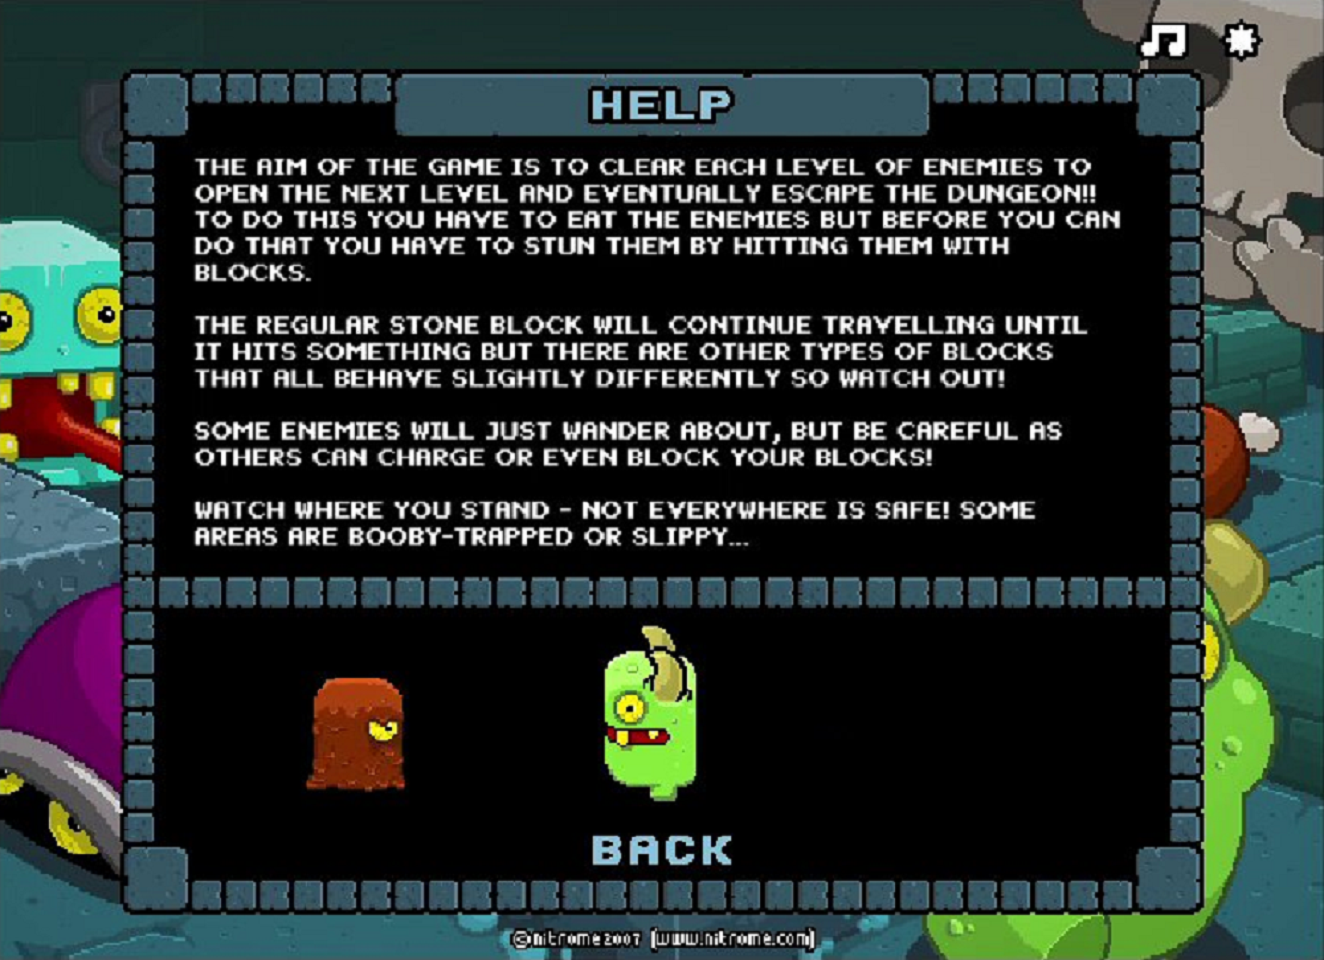 HELP
THE AIM OF THE GAME IS TO CLEAR EACH LEVEL OF ENEMIES TO
OPEN THE NEXT LEVEL AND EVENTUALLY ESCAPE THE DUNGEON!!
TO DO THIS YOU HAVE TO EAT THE ENEMIES BUT BEFORE YOU CAN
DO THAT YOU HAVE TO STUN THEM BY HITTING THEM WITH
BLOCKS.
THE REGULAR STONE BLOCK WILL CONTINUE TRAVELLING UNTIL
IT HITS SOMETHING BUT THERE ARE OTHER TYPES OF BLOCKS
THAT ALL BEHAVE SLIGHTLY DIFFERENTLY SO WATCH OUT!
SOME ENEMIES WILL JUST WANDER ABOUT, BUT BE CAREFUL AS
OTHERS CAN CHARGE OR EVEN BLOCK YOUR BLOCKS!
WATCH WHERE YOU STAND - NOT EVERYWHERE IS SAFE! SOME
AREAS ARE BOOBY-TRAPPED OR SLIPPY...
BACK
©nitrome2007 [www.nitrome.com]